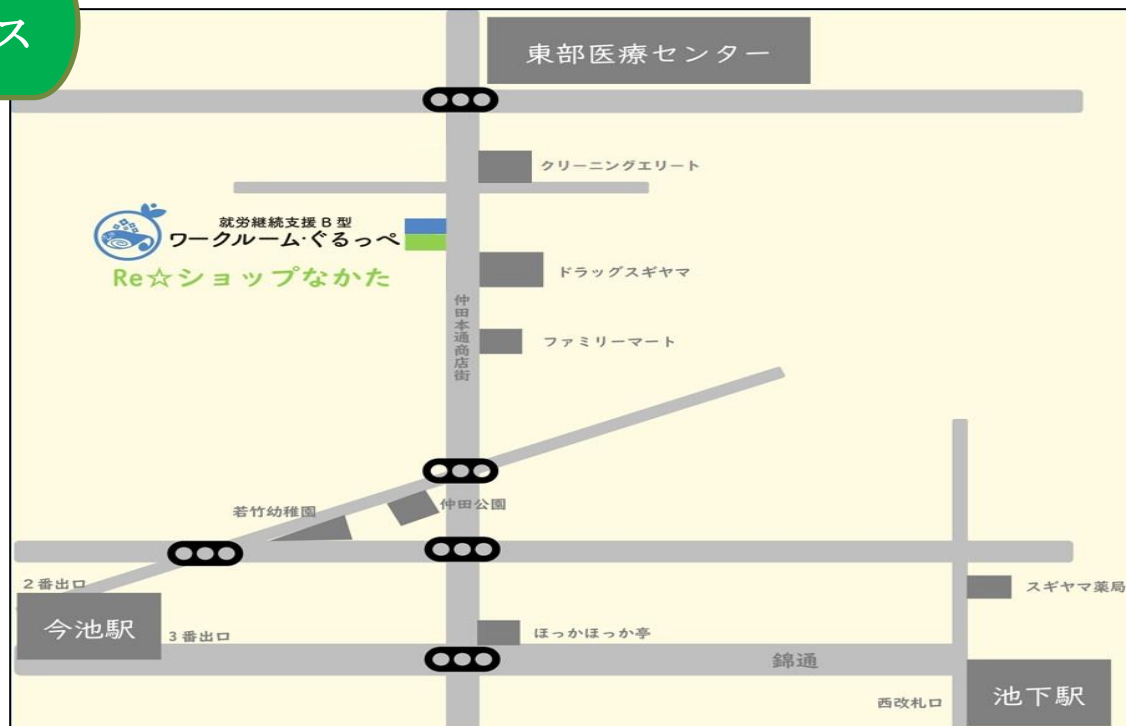 ス
東部医療センター
クリーニングエリート
就労継続支援B型
ワークルーム・ぐるっぺ
Re☆ショップなかた
ドラッグスギヤマ
仲田本通商店街
ファミリーマート
若竹幼稚園
仲田公園
2番出口
今池駅
3番出口
ほっかほっか亭
スギヤマ薬局
錦通
西改札口
池下駅